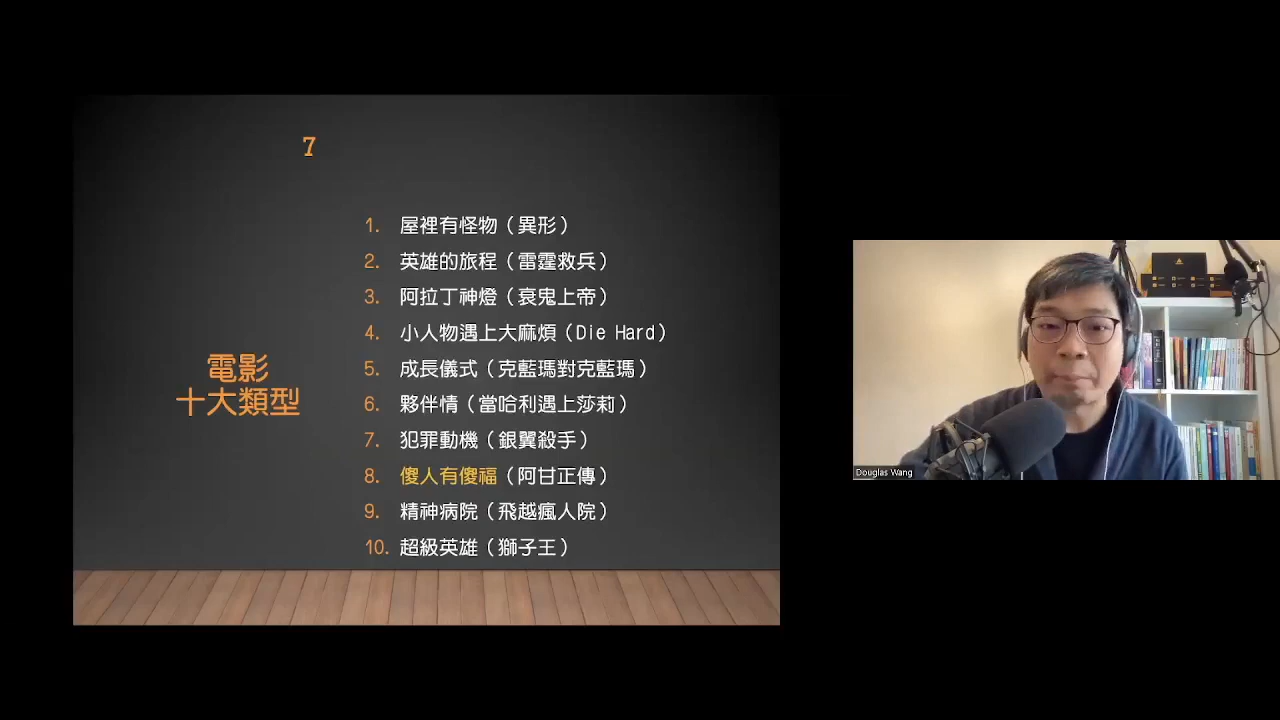 7
電影
十大類型
1. 屋裡有怪物（異形）
2. 英雄的旅程（雷霆救兵）
3. 阿拉丁神燈（衰鬼上帝）
4. 小人物遇上大麻煩（Die Hard）
5. 成長儀式（克藍瑪對克藍瑪）
6. 夥伴情（當哈利遇上莎莉）
7. 犯罪動機（銀翼殺手）
8. 傻人有傻福（阿甘正傳）
9. 精神病院（飛越瘋人院）
10. 超級英雄（獅子王）
Douglas Wang